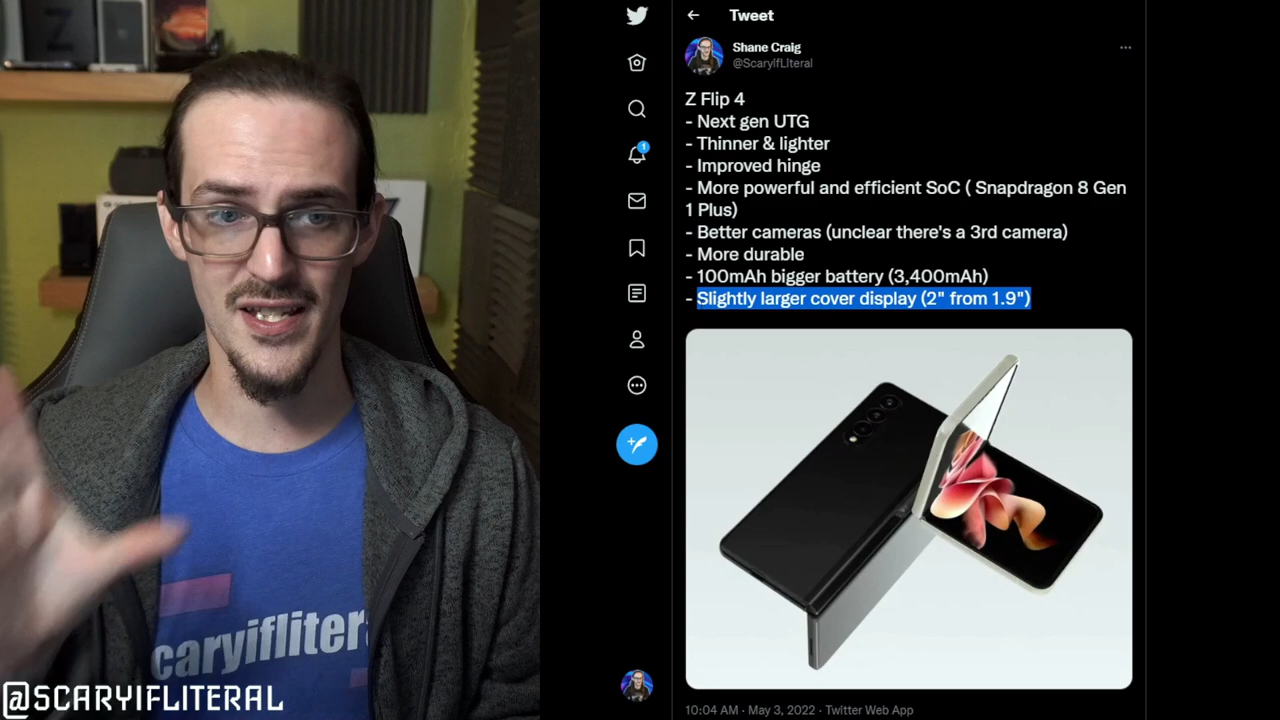 Tweet
Shane Craig
@ScaryIfLIteral
Z Flip 4
- Next gen UTG
- Thinner & lighter
- Improved hinge
- More powerful and efficient SoC ( Snapdragon 8 Gen
1 Plus)
- Better cameras (unclear there's a 3rd camera)
- More durable
- 100mAh bigger battery (3,400mAh)
- Slightly larger cover display (2" from 1.9")
10:04 AM · May 3, 2022 · Twitter Web App
1
Z
caryifliter
@SCARYIFLITERAL